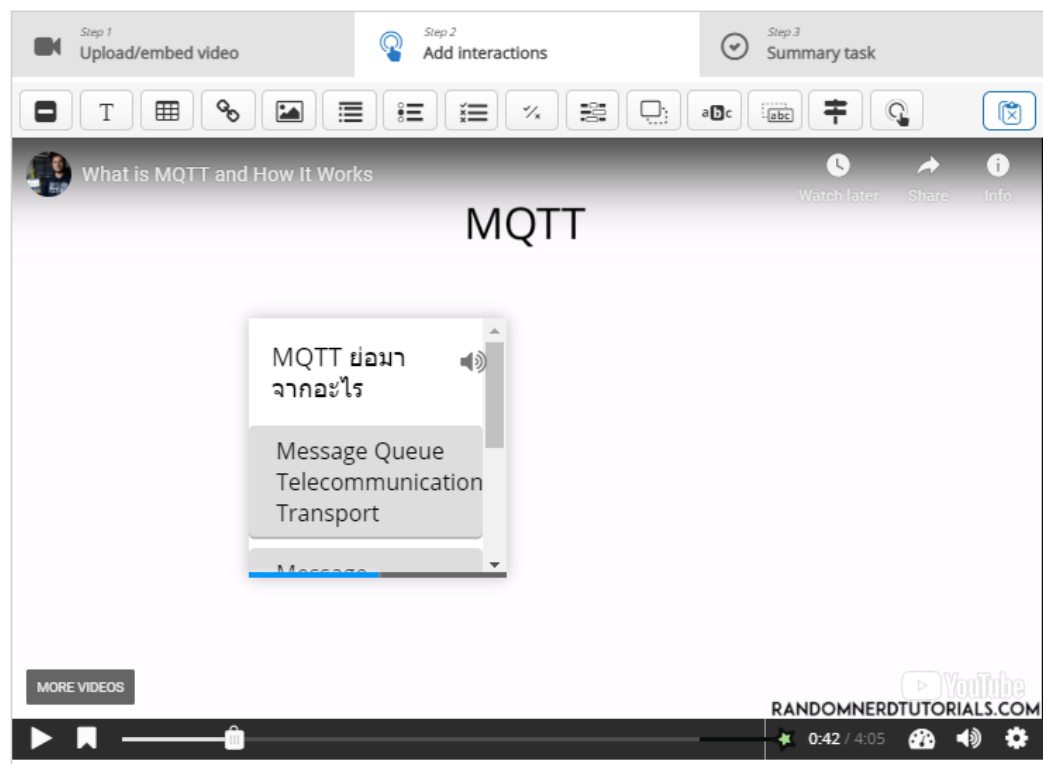 Step 1
Upload/embed video
Step 2
Add interactions
Step 3
Summary task
T
abc
abc
What is MQTT and How It Works
Watch later
Share
Info
MQTT
MQTT ย่อมา
จากอะไร
Message Queue
Telecommunication
Transport
Message
MORE VIDEOS
YouTube
RANDOMNERDTUTORIALS.COM
0:42 / 4:05